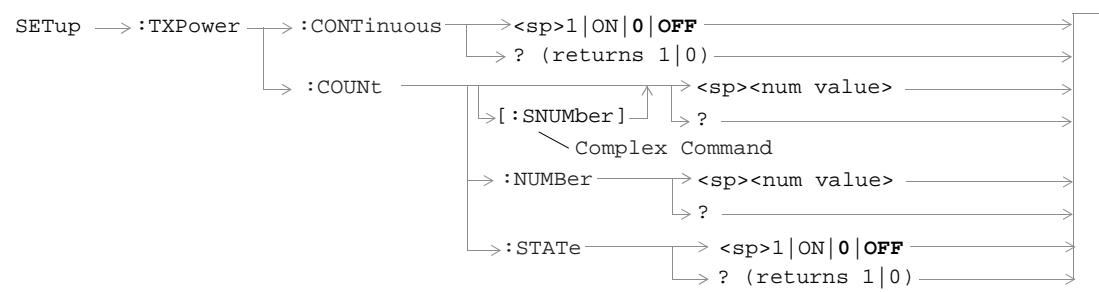 SETup :TXPower :CONTinuous <sp>1|ON|0|OFF
? (returns 1|0)
:COUNt <sp><num value>
[:SNUMber] ?
Complex Command
:NUMBer <sp><num value>
?
:STATe <sp>1|ON|0|OFF
? (returns 1|0)